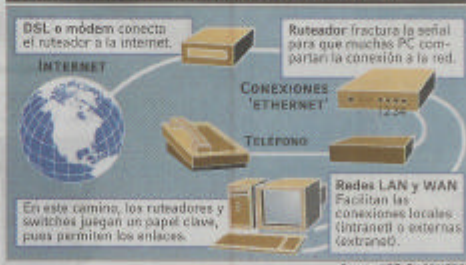 DSL o módem conecta
el ruteador a la internet.
Ruteador fractura la señal
para que muchas PC com-
partan la conexión a la red.
INTERNET
CONEXIONES
'ETHERNET'
1234
TELÉFONO
En este camino, los ruteadores y
switches juegan un papel clave,
pues permiten los enlaces.
Redes LAN y WAN
Facilitan las
conexiones locales
(intranet) o externas
(extranet).